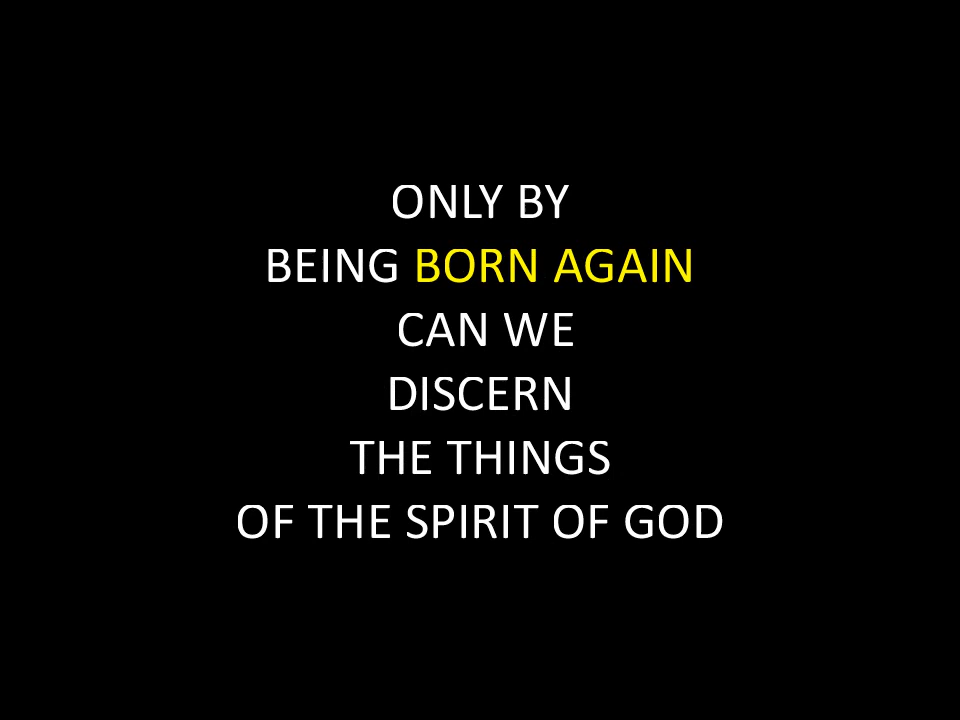 ONLY BY
BEING BORN AGAIN
CAN WE
DISCERN
THE THINGS
OF THE SPIRIT OF GOD